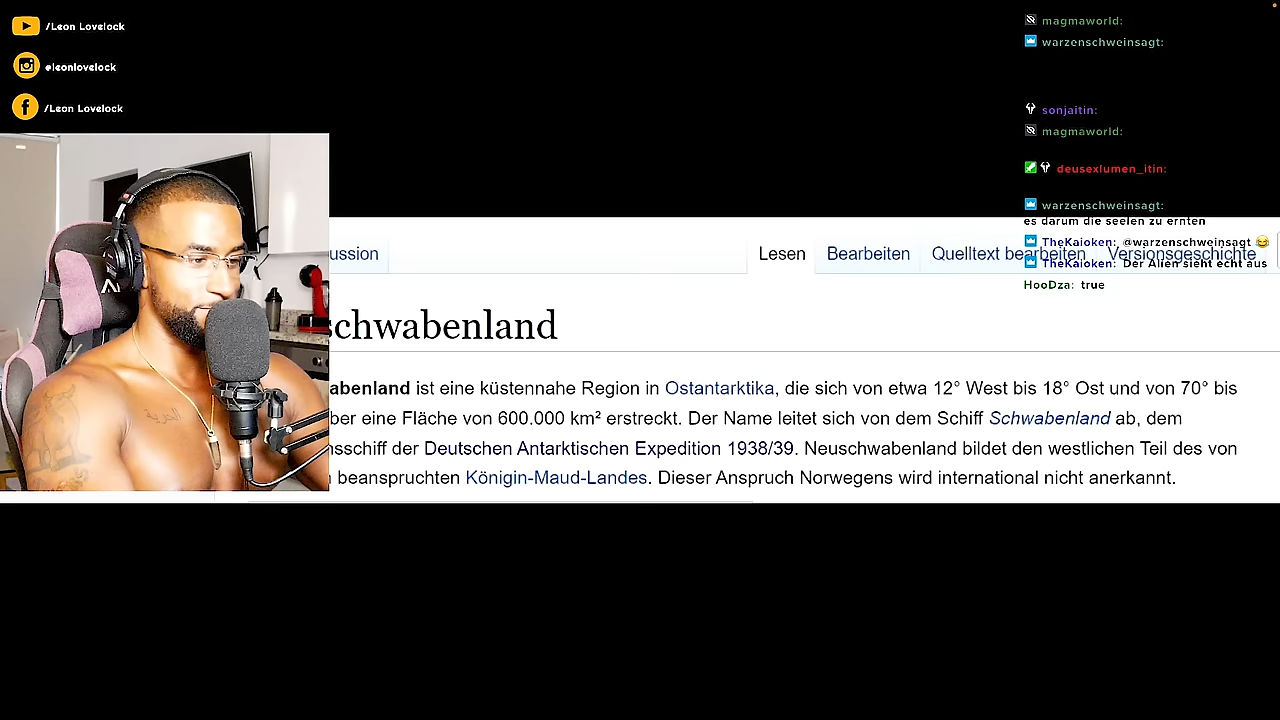 /Leon Lovelock
@leonlovelock
/Leon Lovelock
magmaworld:
warzenschweinsagt:
sonjaitin:
magmaworld:
deusexlumen_itin:
warzenschweinsagt:
es darum die seelen zu ernten
TheKaioken: @warzenschweinsagt 😂
TheKaioken: Der Alien sieht echt aus
HooDza: true
ussion
Lesen
Bearbeiten
Quelltext bearbeiten
Versionsgeschichte
schwabenland
abenland ist eine küstennahe Region in Ostantarktika, die sich von etwa 12° West bis 18° Ost und von 70° bis
ber eine Fläche von 600.000 km² erstreckt. Der Name leitet sich von dem Schiff Schwabenland ab, dem
nsschiff der Deutschen Antarktischen Expedition 1938/39. Neuschwabenland bildet den westlichen Teil des von
beanspruchten Königin-Maud-Landes. Dieser Anspruch Norwegens wird international nicht anerkannt.